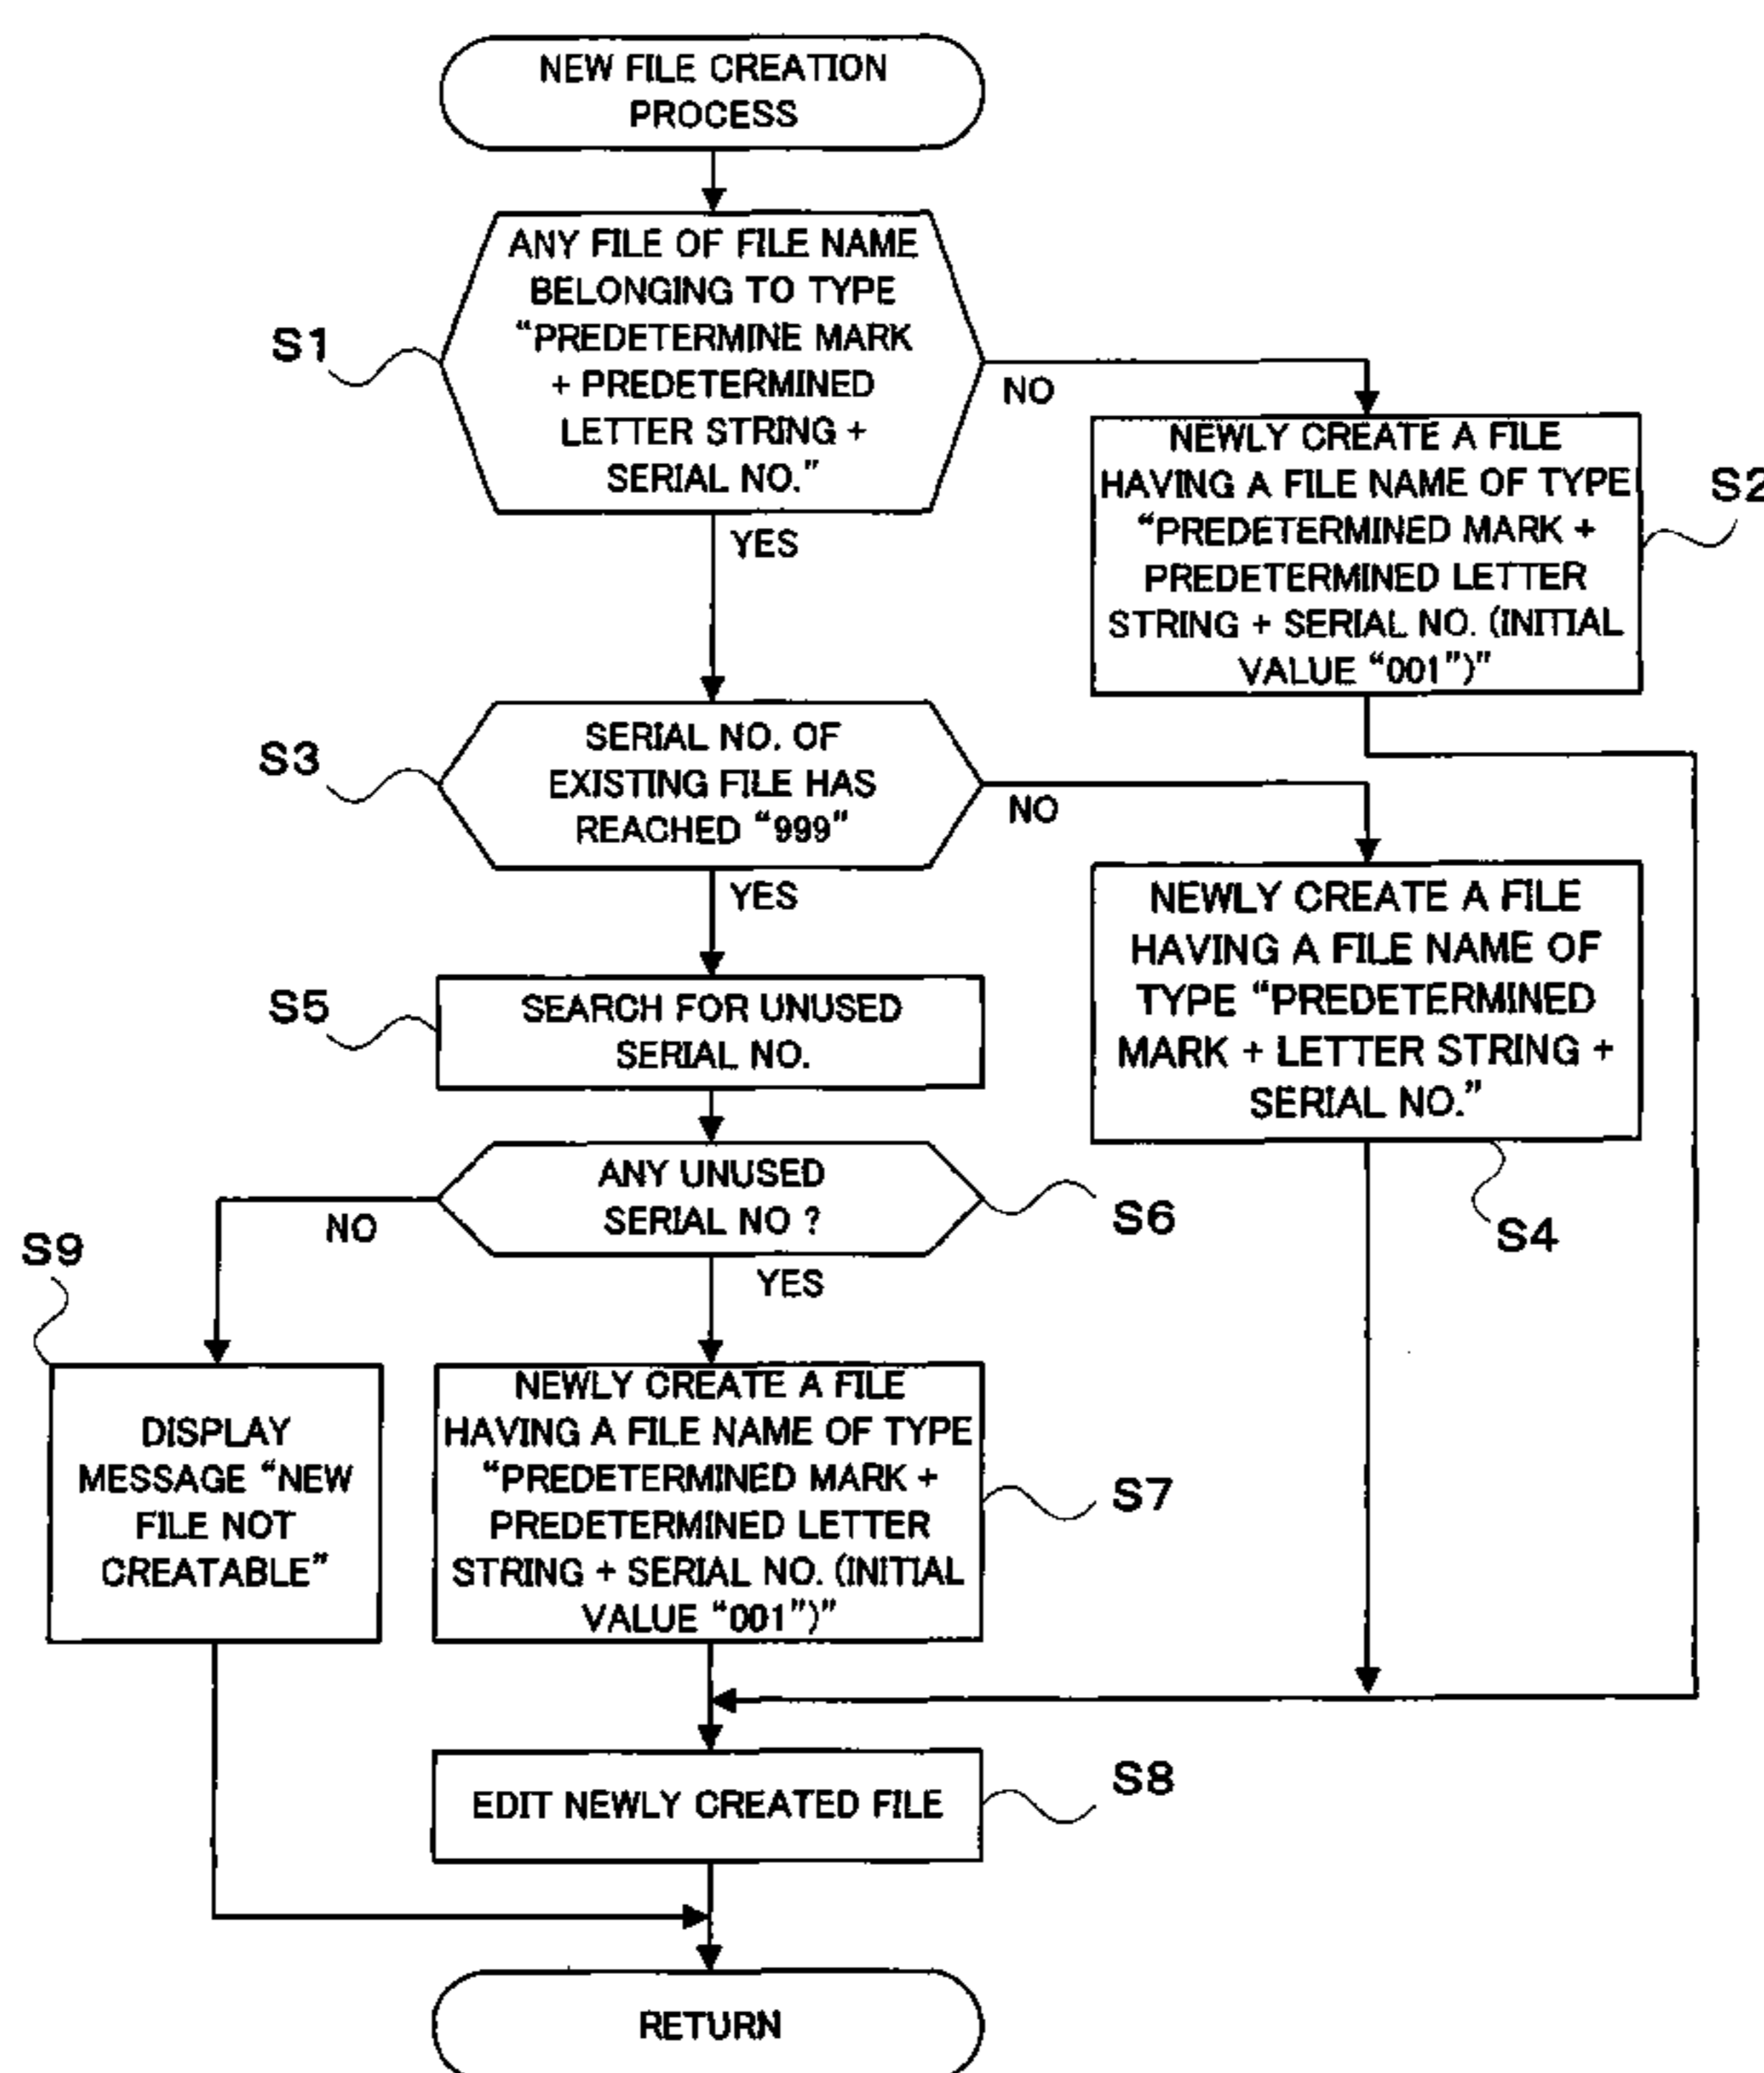 NEW FILE CREATION
PROCESS
ANY FILE OF FILE NAME
BELONGING TO TYPE
“PREDETERMINE MARK
+ PREDETERMINED
LETTER STRING +
SERIAL NO.”
S1
NO
YES
NEWLY CREATE A FILE
HAVING A FILE NAME OF TYPE
“PREDETERMINED MARK +
PREDETERMINED LETTER
STRING + SERIAL NO. (INITIAL
VALUE “001”)”
S2
SERIAL NO. OF
EXISTING FILE HAS
REACHED “999”
S3
NO
YES
NEWLY CREATE A FILE
HAVING A FILE NAME OF
TYPE “PREDETERMINED
MARK + LETTER STRING +
SERIAL NO.”
S4
S5
SEARCH FOR UNUSED
SERIAL NO.
ANY UNUSED
SERIAL NO ?
S6
NO
YES
S9
DISPLAY
MESSAGE “NEW
FILE NOT
CREATABLE”
NEWLY CREATE A FILE
HAVING A FILE NAME OF TYPE
“PREDETERMINED MARK +
PREDETERMINED LETTER
STRING + SERIAL NO. (INITIAL
VALUE “001”)”
S7
EDIT NEWLY CREATED FILE
S8
RETURN